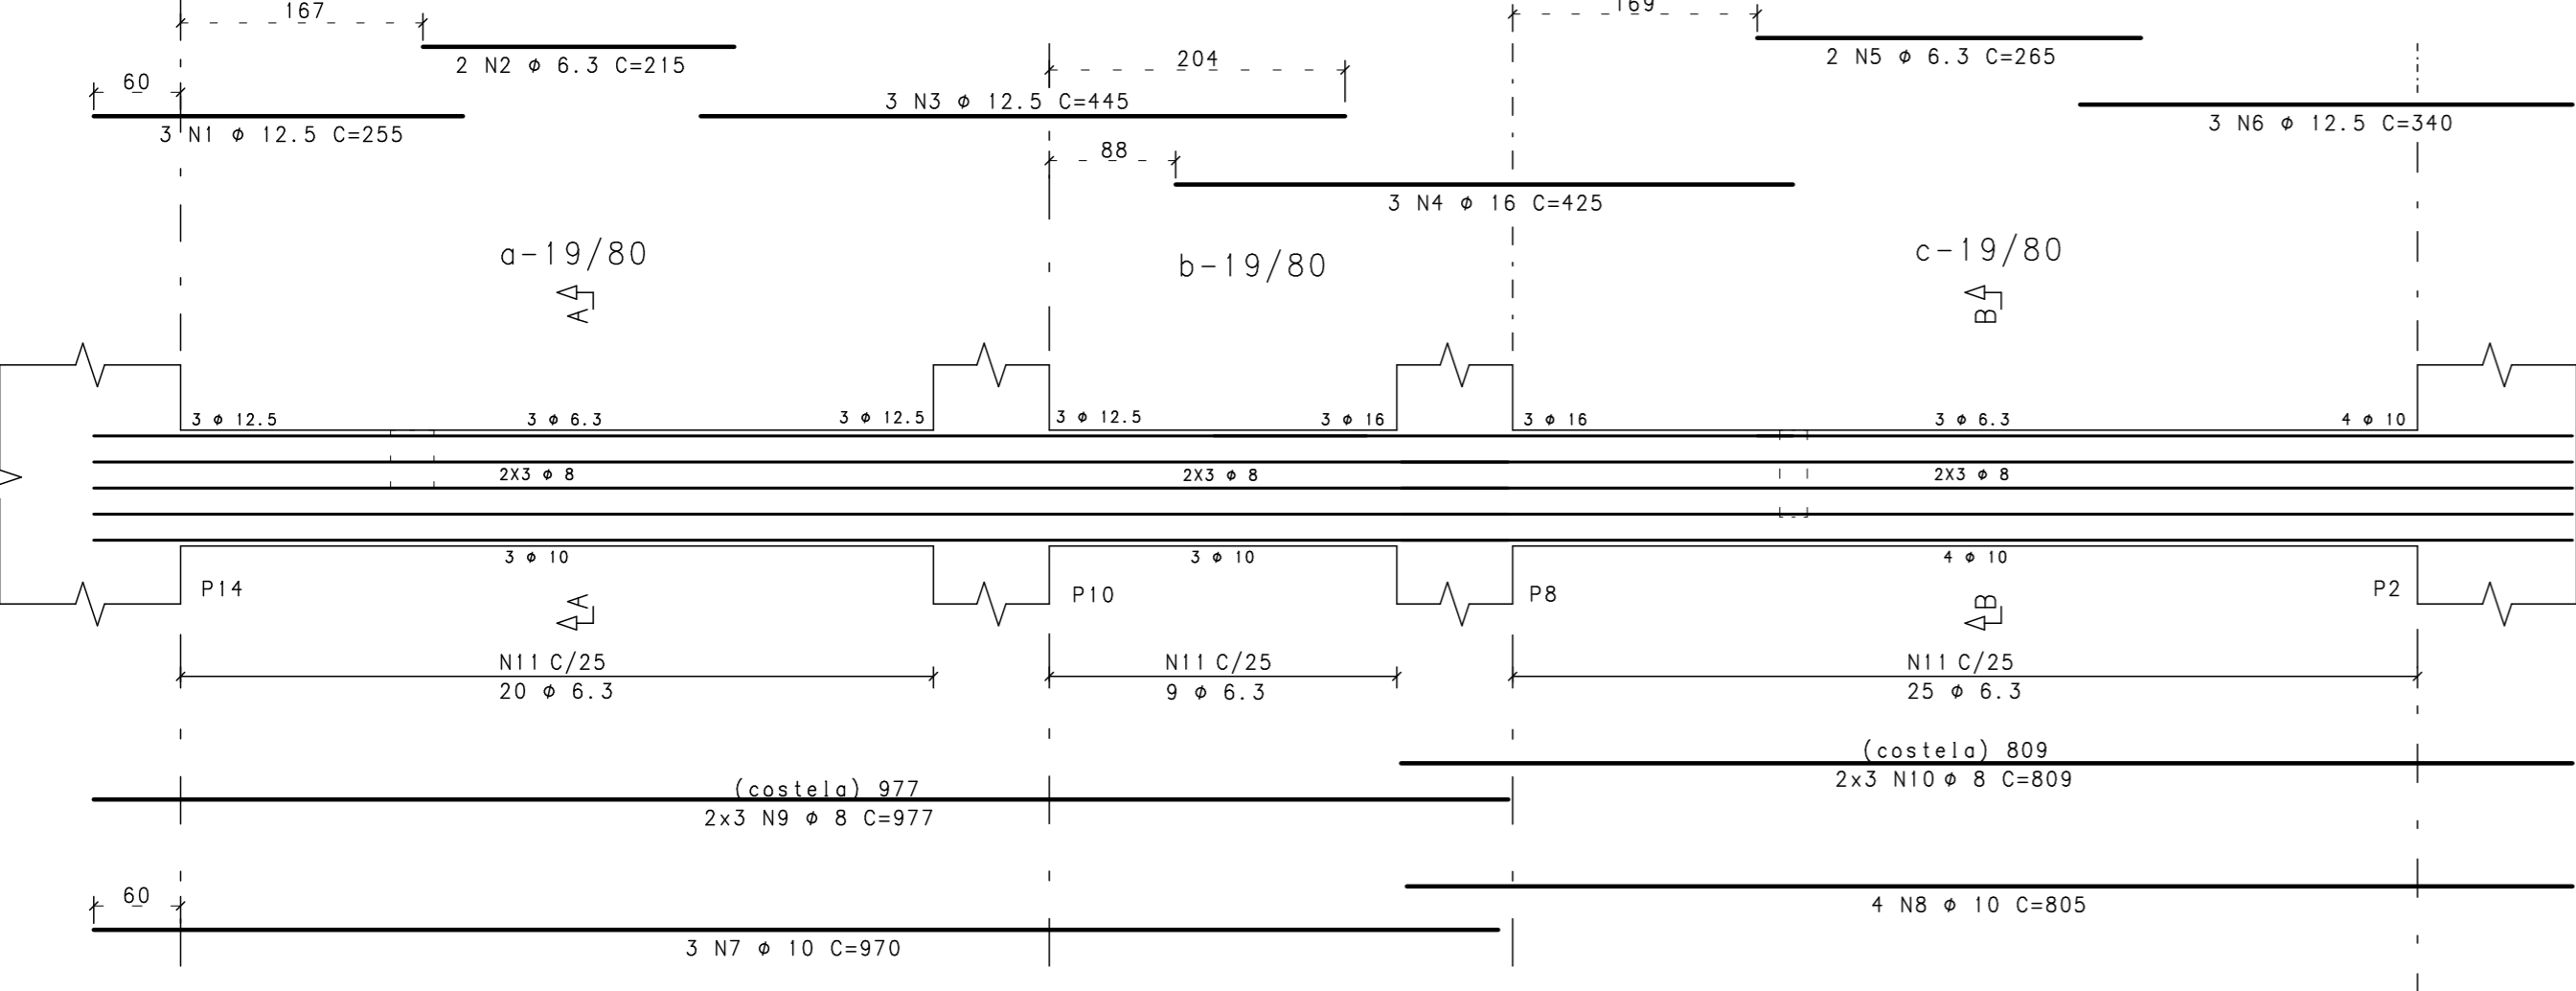 167
169
2 N2 φ 6.3 C=215
2 N5 φ 6.3 C=265
60
204
3 N3 φ 12.5 C=445
3 N1 φ 12.5 C=255
3 N6 φ 12.5 C=340
88
3 N4 φ 16 C=425
a-19/80
b-19/80
c-19/80
A
B
3 φ 12.5
3 φ 6.3
3 φ 12.5
3 φ 12.5
3 φ 16
3 φ 16
3 φ 6.3
4 φ 10
2X3 φ 8
2X3 φ 8
2X3 φ 8
3 φ 10
3 φ 10
4 φ 10
P14
P10
P8
P2
A
B
N11 C/25
20 φ 6.3
N11 C/25
9 φ 6.3
N11 C/25
25 φ 6.3
(costela) 809
2x3 N10 φ 8 C=809
(costela) 977
2x3 N9 φ 8 C=977
60
4 N8 φ 10 C=805
3 N7 φ 10 C=970